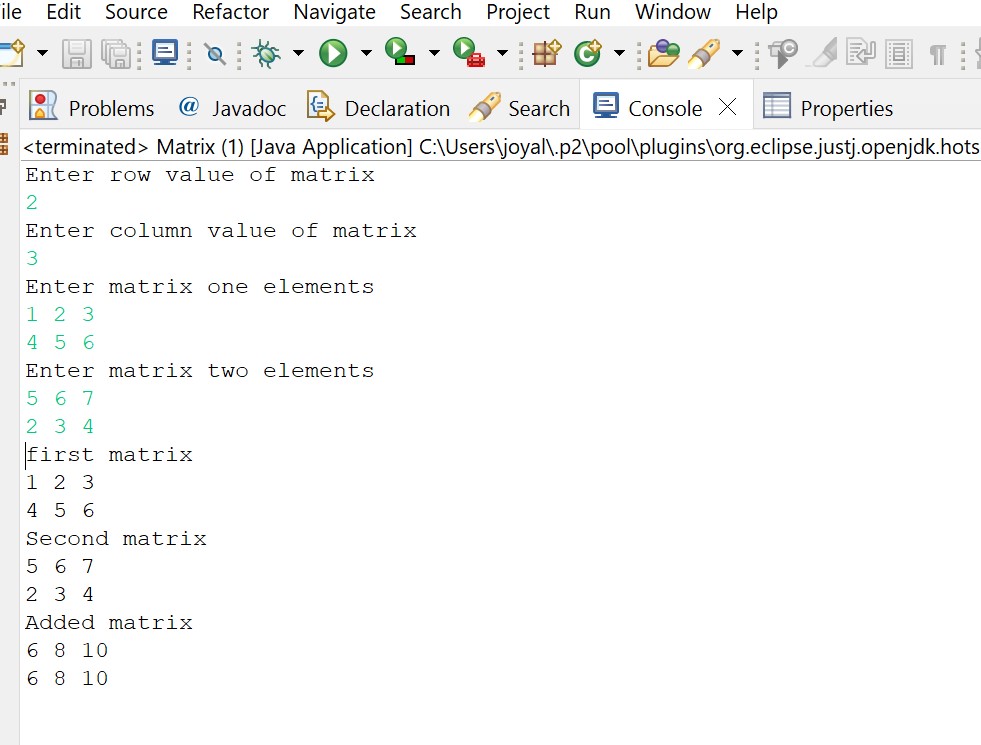 ile Edit Source Refactor Navigate Search Project Run Window Help
Problems @ Javadoc Declaration Search Console Properties
<terminated> Matrix (1) [Java Application] C:\Users\joyal\.p2\pool\plugins\org.eclipse.justj.openjdk.hots
Enter row value of matrix
2
Enter column value of matrix
3
Enter matrix one elements
1 2 3
4 5 6
Enter matrix two elements
5 6 7
2 3 4
first matrix
1 2 3
4 5 6
Second matrix
5 6 7
2 3 4
Added matrix
6 8 10
6 8 10